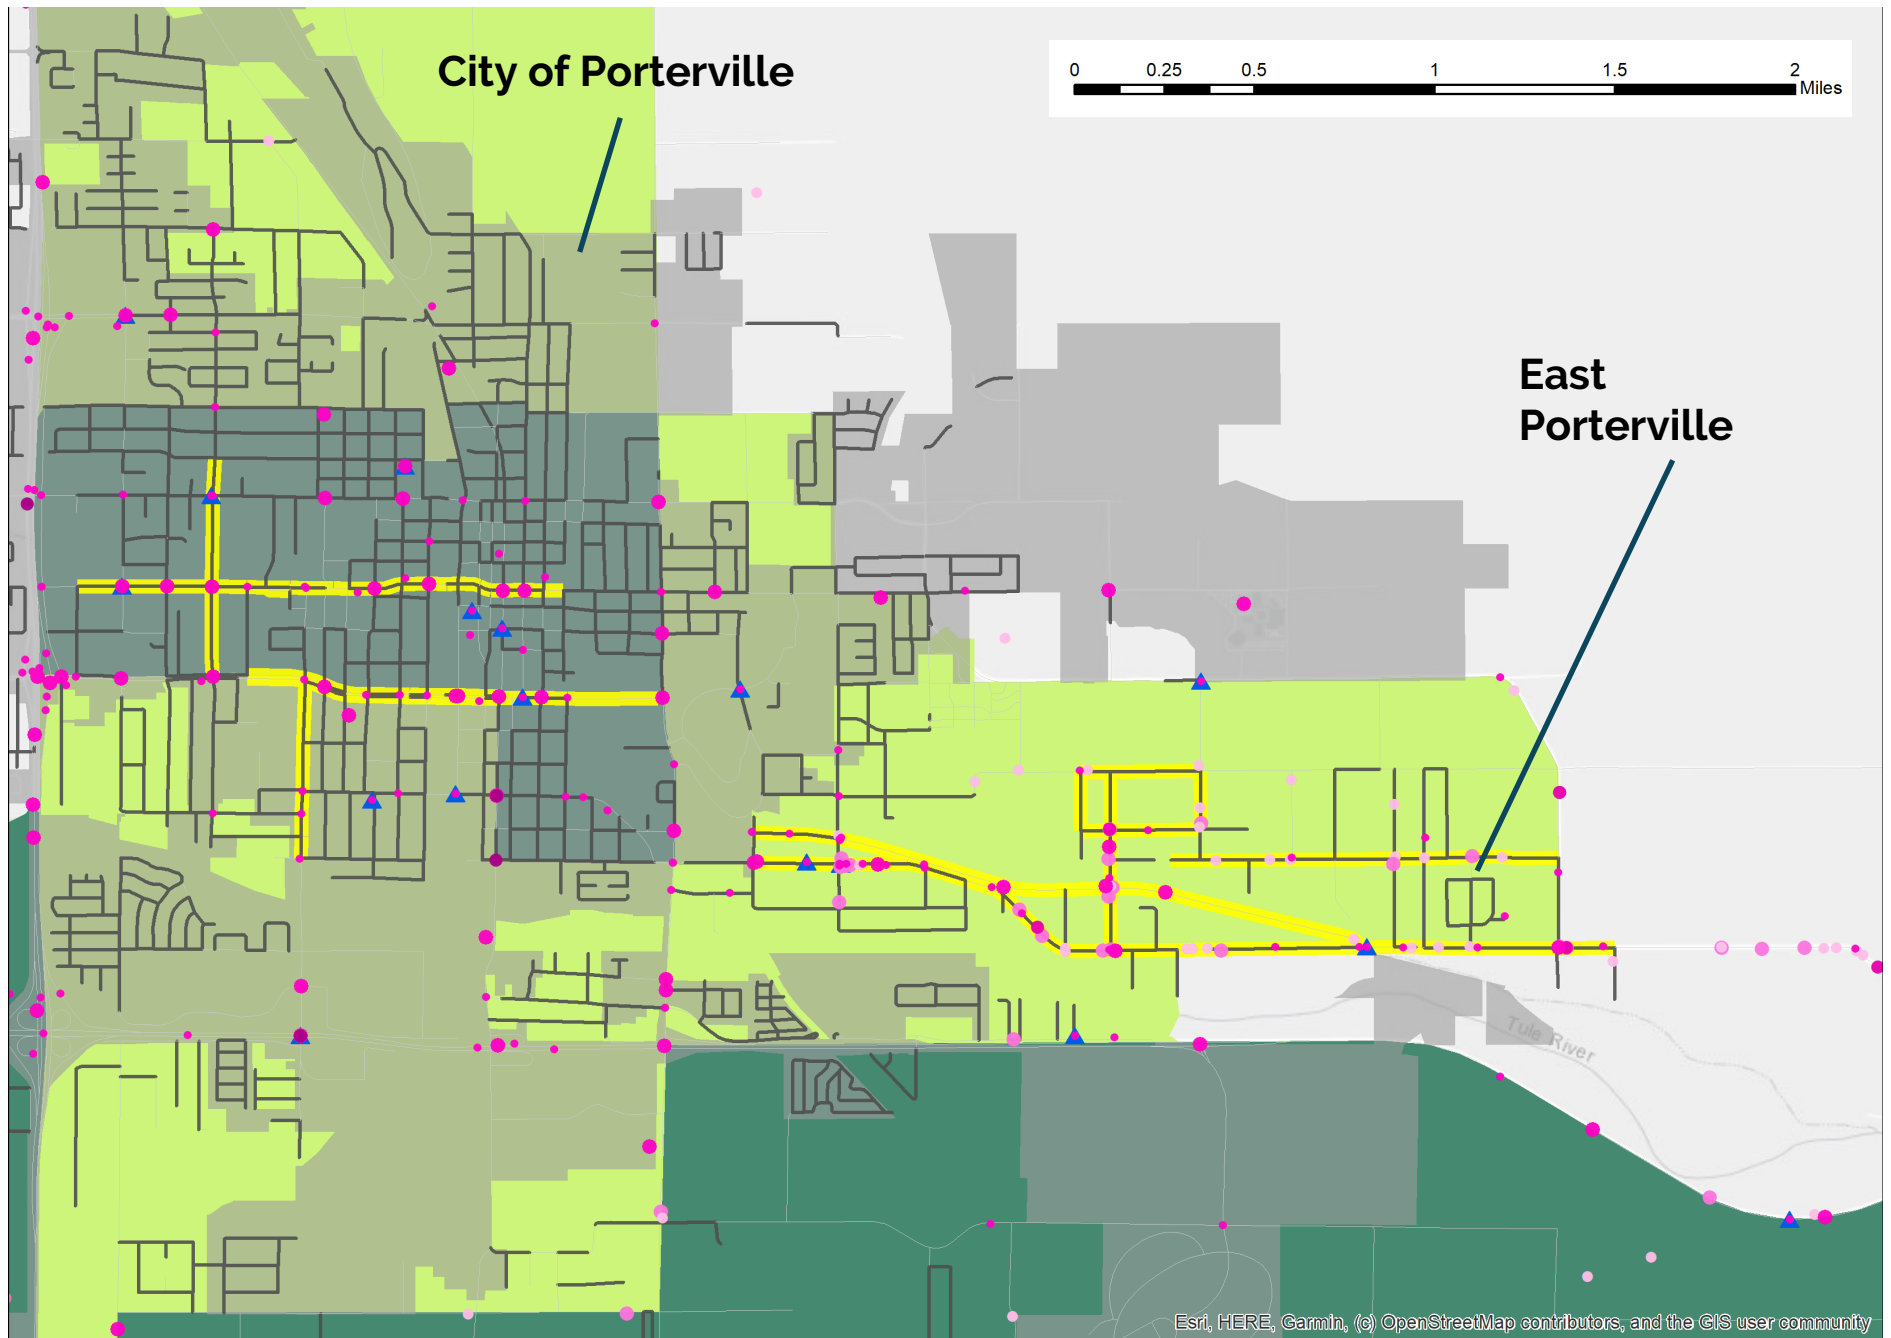 City of Porterville
0 0.25 0.5 1 1.5 2
Miles
East
Porterville
Tule River
Esri, HERE, Garmin, (c) OpenStreetMap contributors, and the GIS user community